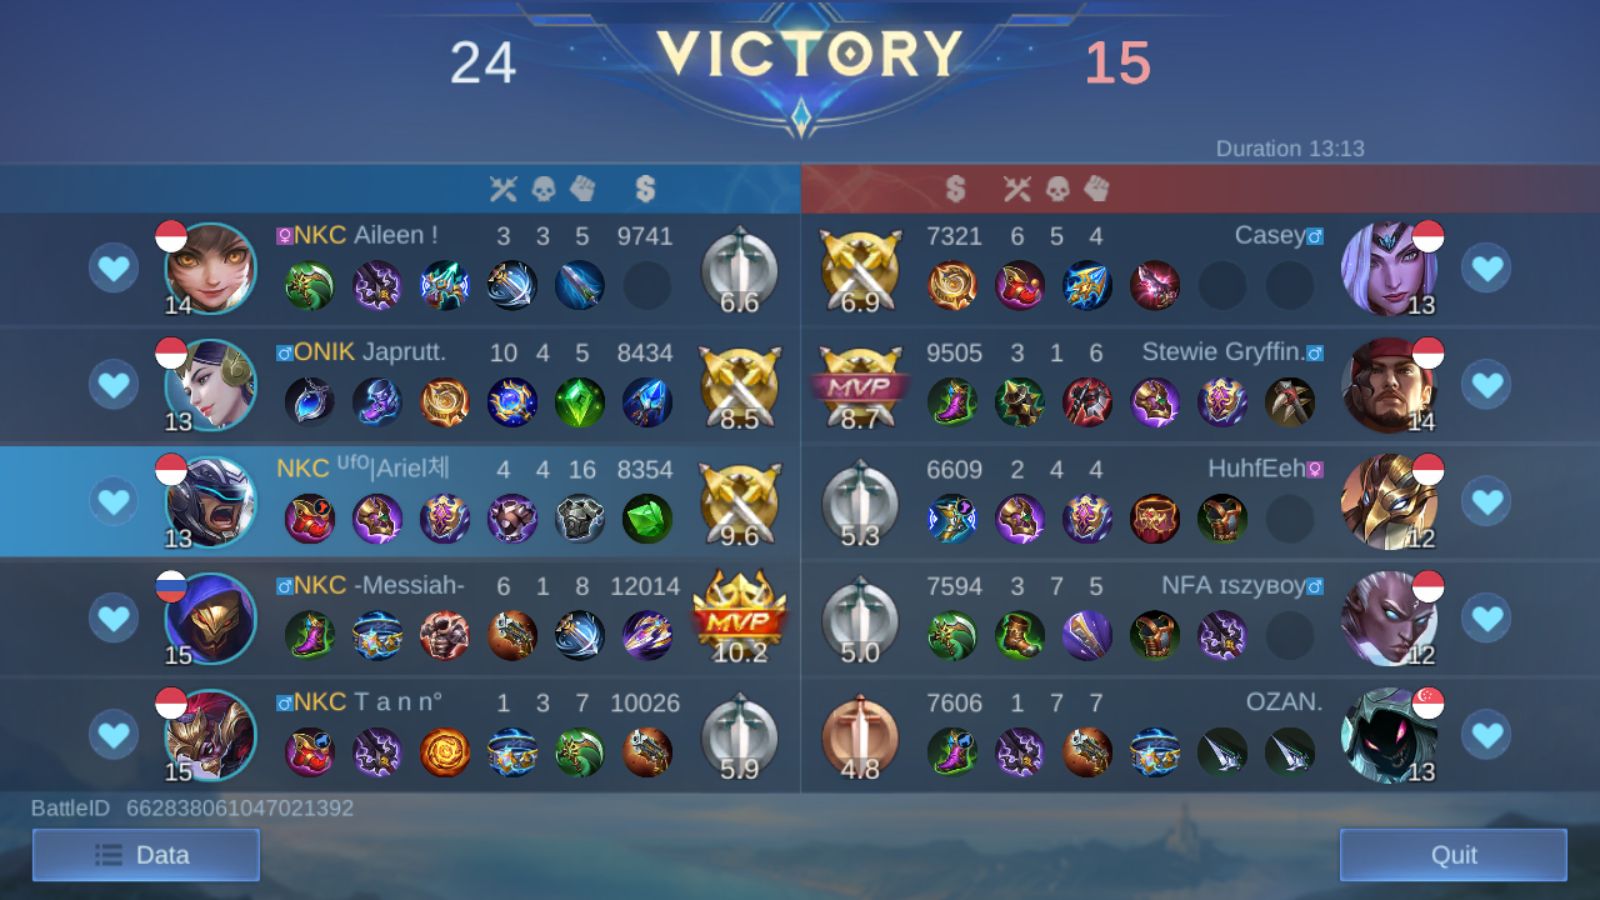 24 VICTORY 15
Duration 13:13
NKC Aileen ! 3 3 5 9741
14 6.6
7321 6 5 4 Casey
6.9 13
ONIK Japrutt. 10 4 5 8434
13 8.5
9505 3 1 6 Stewie Gryffin.
MVP 8.7 14
NKC ᵁᶠᴼ|Ariel体 4 4 16 8354
13 9.6
6609 2 4 4 HuhfEeh
5.3 12
NKC -Messiah- 6 1 8 12014
15 MVP 10.2
7594 3 7 5 NFA ɪsᴢʏʙoy
5.0 12
NKC T a n n° 1 3 7 10026
15 5.9
7606 1 7 7 OZAN.
4.8 13
BattleID 662838061047021392
Data Quit